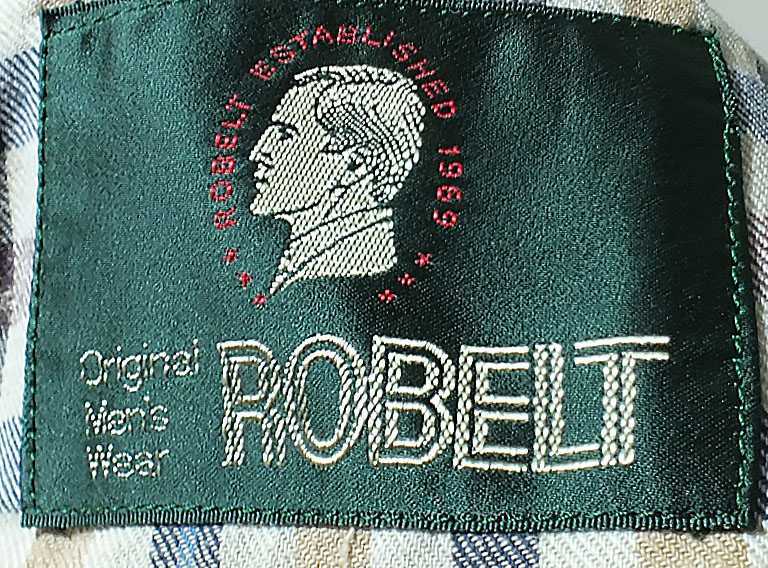 ROBELT ESTABLISHED 1969
Original
Men's
Wear
ROBELT